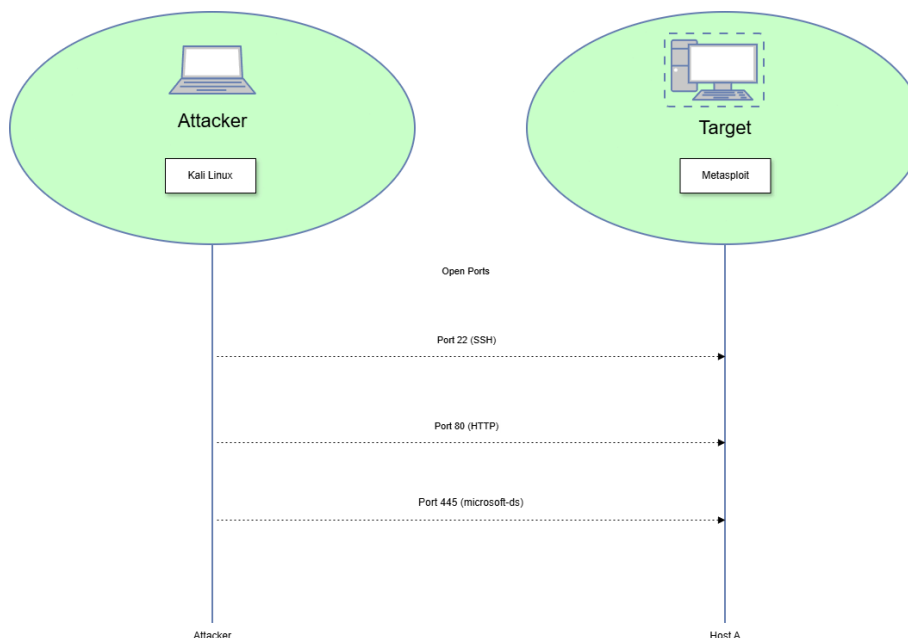 Attacker
Target
Kali Linux
Metasploit
Open Ports
Port 22 (SSH)
Port 80 (HTTP)
Port 445 (microsoft-ds)
Attacker
Host A